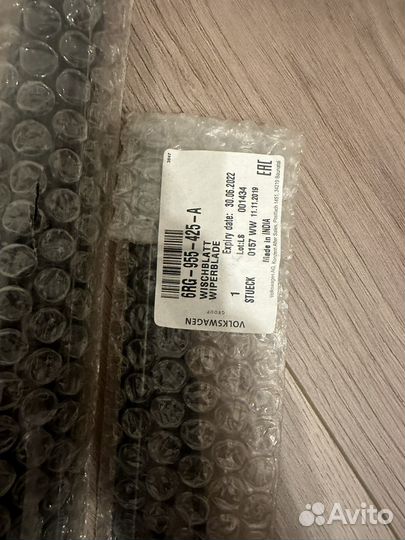 VOLKSWAGEN
GROUP
6RG-955-425-A
WISCHBLATT
WIPERBLADE
1
STUECK
Expiry date: 30.06.2022
Lot:LS 001434
0157 WW 11.11.2019
Made in INDIA
EAC
Avito